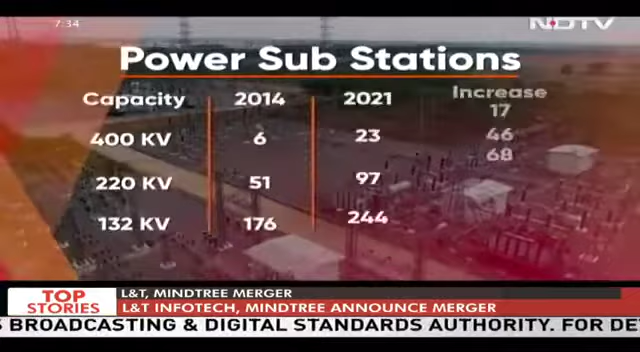 7:34
NDTV
Power Sub Stations
Capacity 2014 2021 Increase
17
400 KV 6 23 46
68
220 KV 51 97
132 KV 176 244
TOP STORIES
L&T, MINDTREE MERGER
L&T INFOTECH, MINDTREE ANNOUNCE MERGER
S BROADCASTING & DIGITAL STANDARDS AUTHORITY. FOR DE